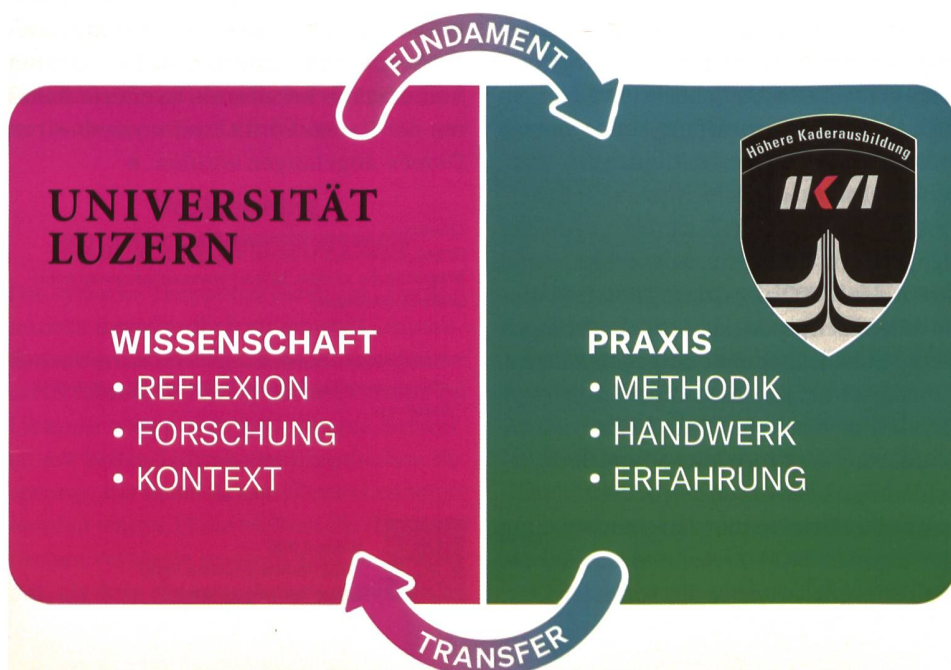 FUNDAMENT
UNIVERSITÄT
LUZERN
WISSENSCHAFT
• REFLEXION
• FORSCHUNG
• KONTEXT
Höhere Kaderausbildung
HKA
PRAXIS
• METHODIK
• HANDWERK
• ERFAHRUNG
TRANSFER